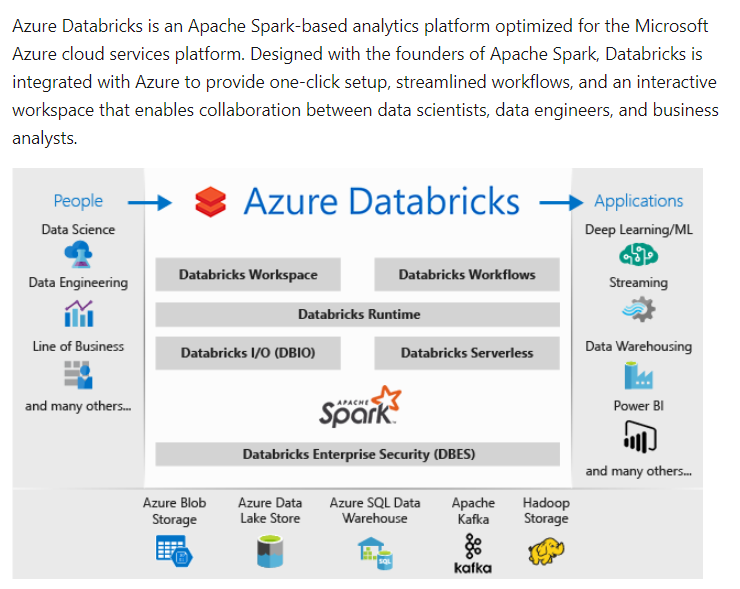 Azure Databricks is an Apache Spark-based analytics platform optimized for the Microsoft
Azure cloud services platform. Designed with the founders of Apache Spark, Databricks is
integrated with Azure to provide one-click setup, streamlined workflows, and an interactive
workspace that enables collaboration between data scientists, data engineers, and business
analysts.
People
Data Science
Data Engineering
Line of Business
and many others...
Azure Databricks
Databricks Workspace
Databricks Workflows
Databricks Runtime
Databricks I/O (DBIO)
Databricks Serverless
APACHE
Spark
Databricks Enterprise Security (DBES)
Applications
Deep Learning/ML
Streaming
Data Warehousing
Power BI
and many others...
Azure Blob
Storage
Azure Data
Lake Store
Azure SQL Data
Warehouse
SQL
Apache
Kafka
kafka
Hadoop
Storage